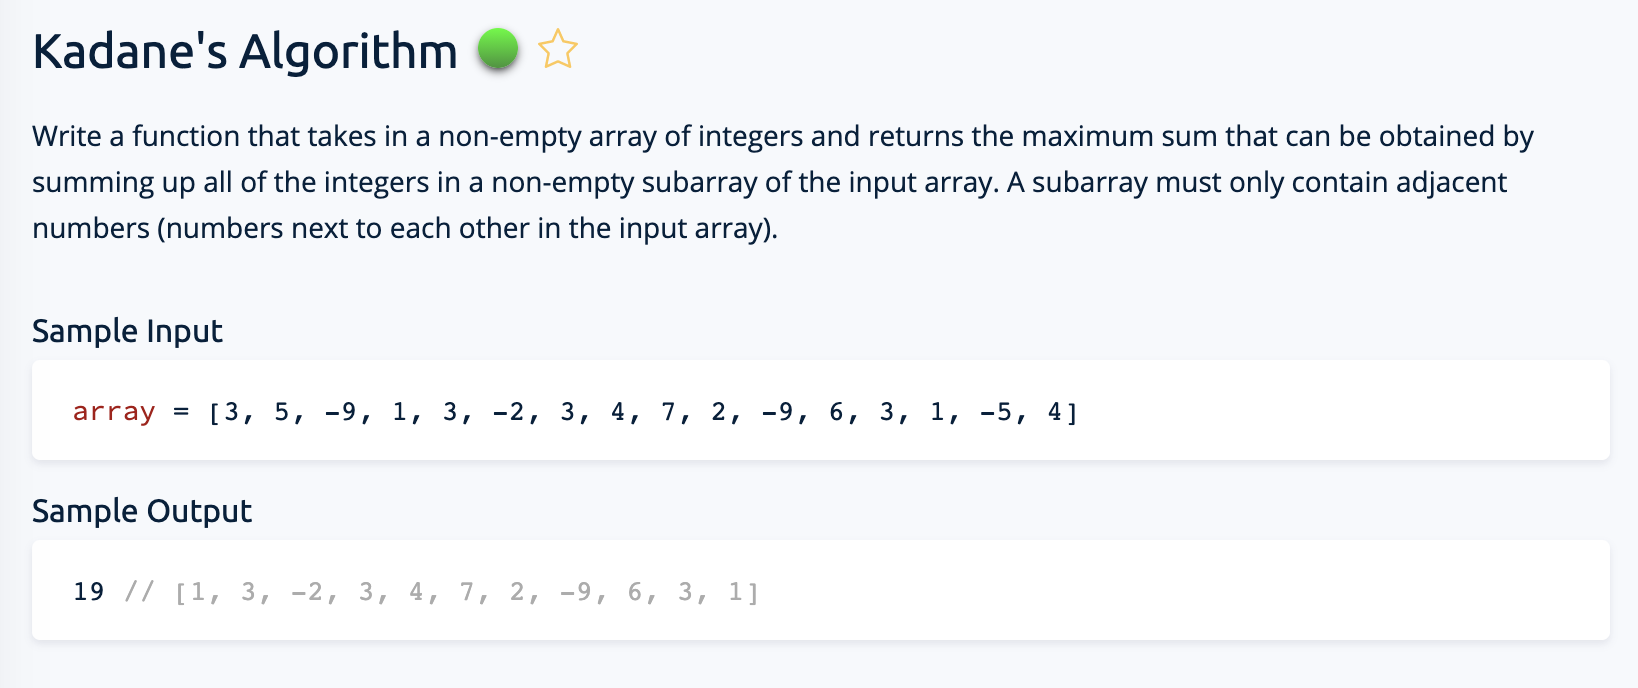 Kadane's Algorithm
Write a function that takes in a non-empty array of integers and returns the maximum sum that can be obtained by
summing up all of the integers in a non-empty subarray of the input array. A subarray must only contain adjacent
numbers (numbers next to each other in the input array).
Sample Input
array = [3, 5, -9, 1, 3, -2, 3, 4, 7, 2, -9, 6, 3, 1, -5, 4]
Sample Output
19 // [1, 3, -2, 3, 4, 7, 2, -9, 6, 3, 1]